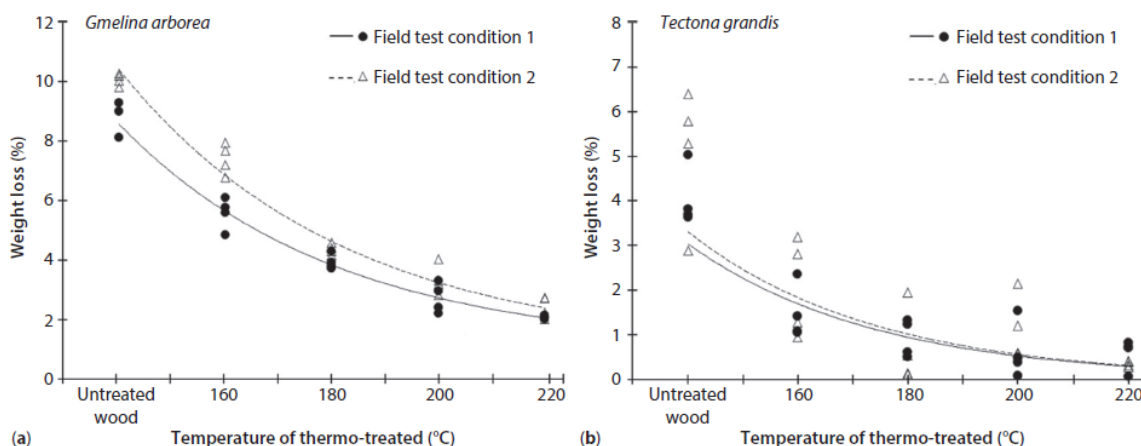 Gmelina arborea
Field test condition 1
Field test condition 2
Weight loss (%)
12
10
8
6
4
2
0
Untreated wood
160
180
200
220
(a)
Temperature of thermo-treated (°C)
Tectona grandis
Field test condition 1
Field test condition 2
Weight loss (%)
8
7
6
5
4
3
2
1
0
Untreated
wood
160
180
200
220
(b)
Temperature of thermo-treated (°C)